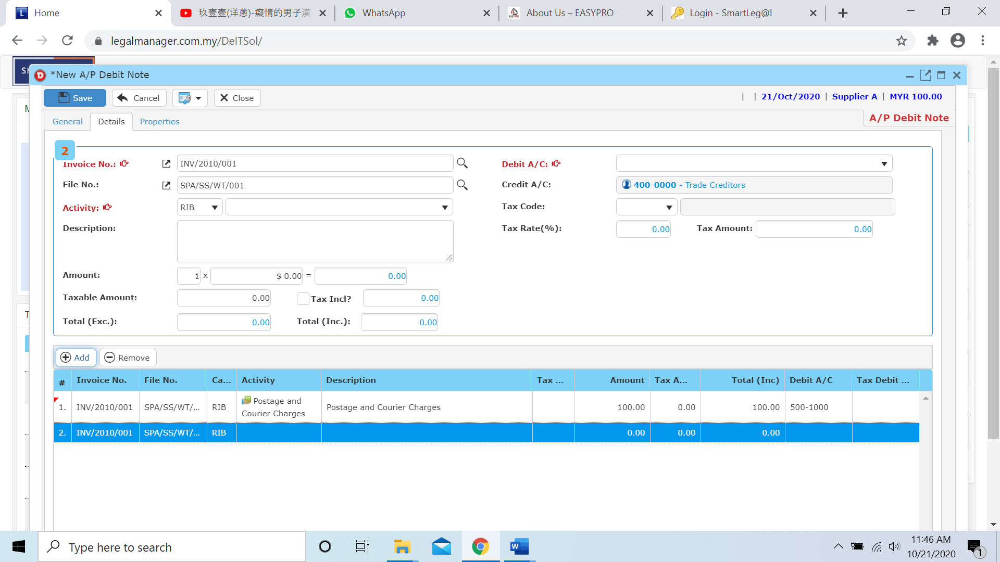 Home
玖壹壹(洋蔥)-癡情的男子漢
WhatsApp
About Us – EASYPRO
Login - SmartLeg@l
legalmanager.com.my/DeITSol/
*New A/P Debit Note
Save Cancel Close
| | 21/Oct/2020 | Supplier A | MYR 100.00
General Details Properties
A/P Debit Note
2
Invoice No.: INV/2010/001
Debit A/C:
File No.: SPA/SS/WT/001
Credit A/C: 400-0000 - Trade Creditors
Activity: RIB
Tax Code:
Description:
Tax Rate(%): 0.00 Tax Amount: 0.00
Amount: 1 x $ 0.00 = 0.00
Taxable Amount: 0.00 Tax Incl? 0.00
Total (Exc.): 0.00 Total (Inc.): 0.00
Add Remove
# Invoice No. File No. Ca... Activity Description Tax ... Amount Tax A... Total (Inc) Debit A/C Tax Debit ...
1. INV/2010/001 SPA/SS/WT/... RIB Postage and Courier Charges Postage and Courier Charges 100.00 0.00 100.00 500-1000
2. INV/2010/001 SPA/SS/WT/... RIB 0.00 0.00 0.00
Type here to search
11:46 AM
10/21/2020
1